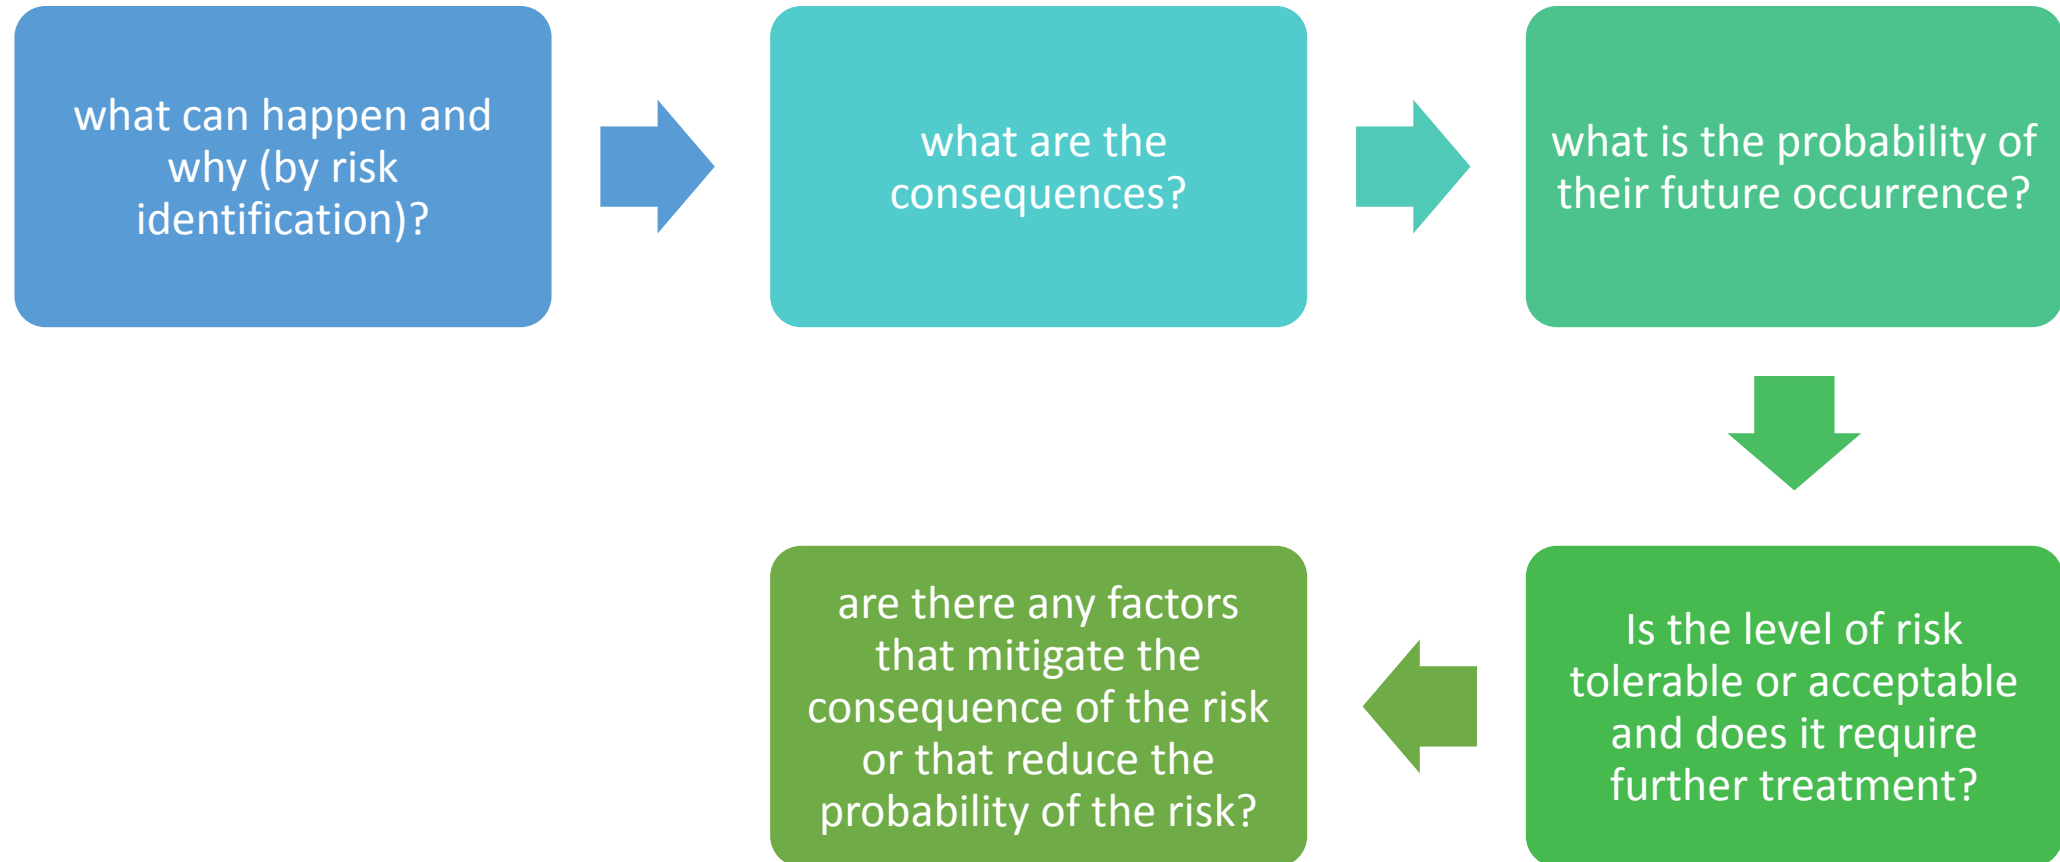 what can happen and
why (by risk
identification)?
what are the
consequences?
what is the probability of
their future occurrence?
Is the level of risk
tolerable or acceptable
and does it require
further treatment?
are there any factors
that mitigate the
consequence of the risk
or that reduce the
probability of the risk?